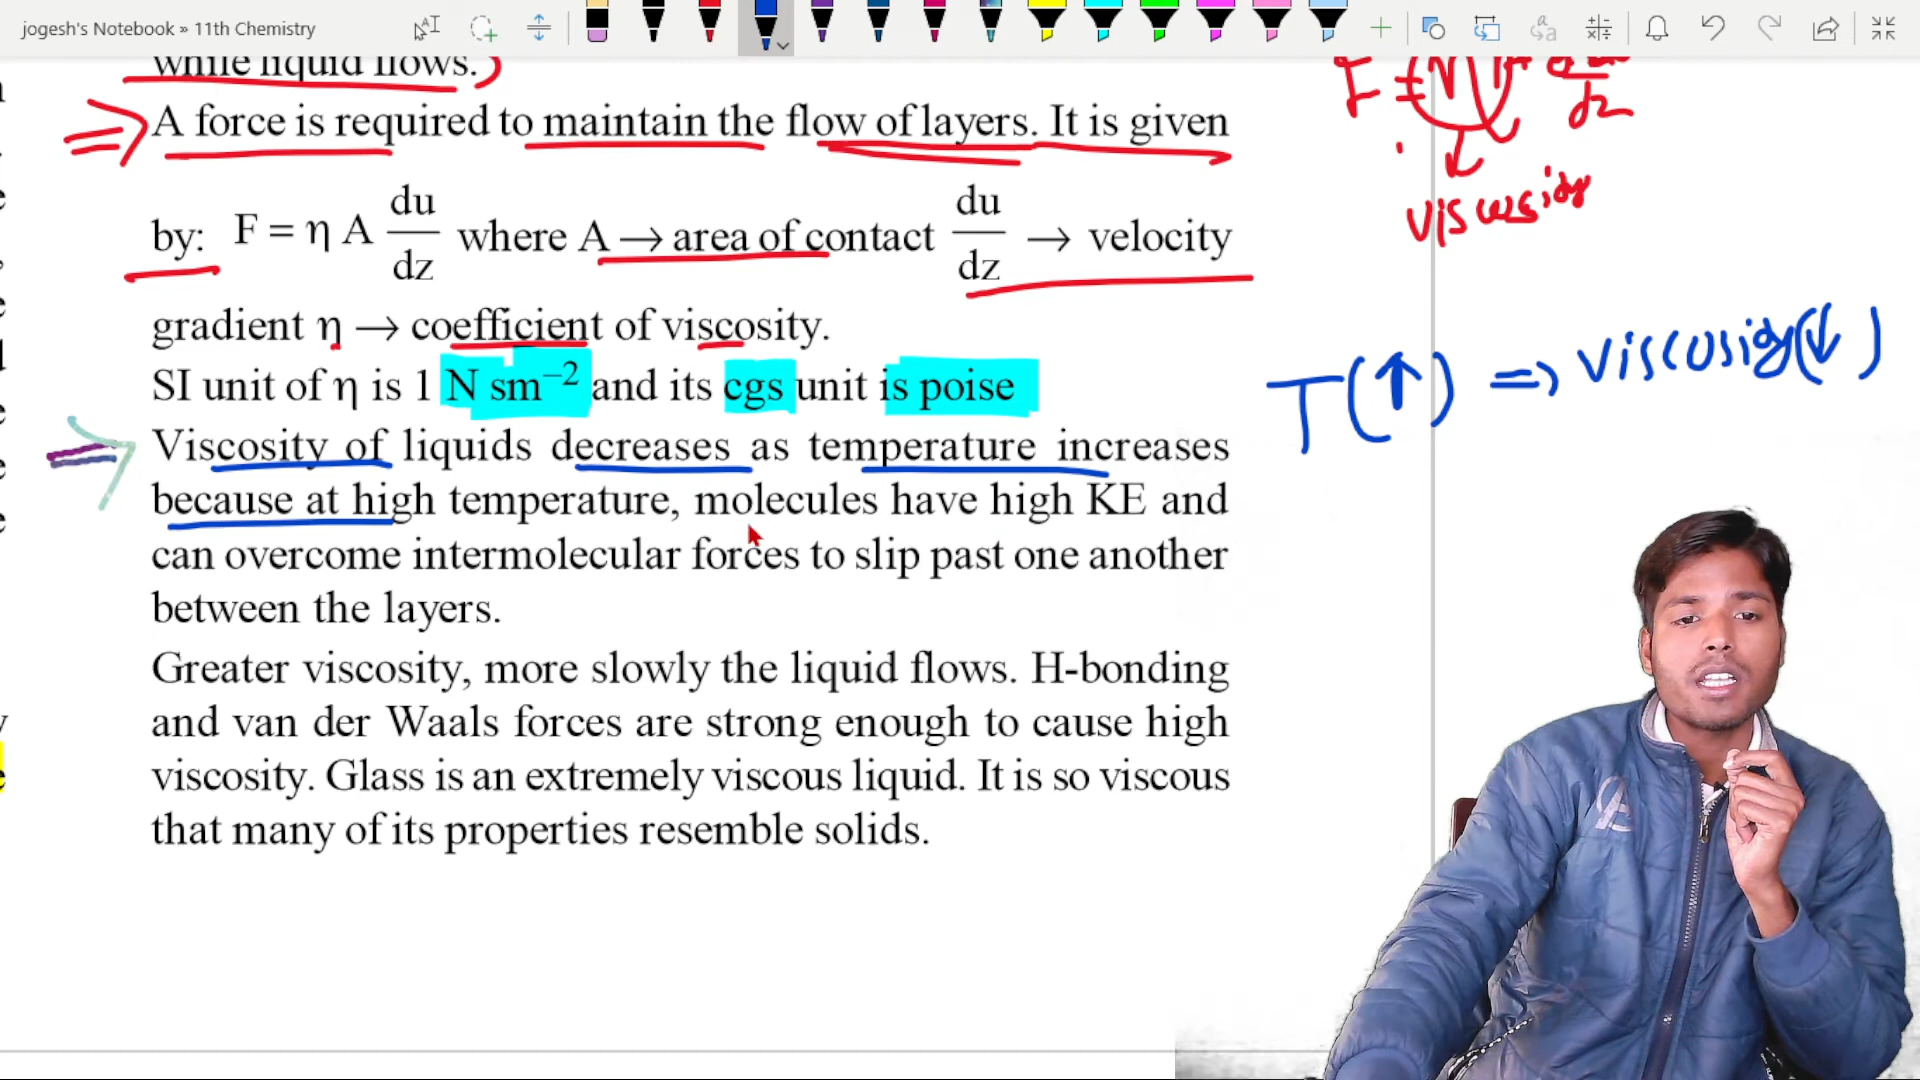 jogesh's Notebook » 11th Chemistry
while liquid flows.
A force is required to maintain the flow of layers. It is given
by: F = η A du/dz where A → area of contact du/dz → velocity
gradient η → coefficient of viscosity.
SI unit of η is 1 N sm⁻² and its cgs unit is poise
Viscosity of liquids decreases as temperature increases
because at high temperature, molecules have high KE and
can overcome intermolecular forces to slip past one another
between the layers.
Greater viscosity, more slowly the liquid flows. H-bonding
and van der Waals forces are strong enough to cause high
viscosity. Glass is an extremely viscous liquid. It is so viscous
that many of its properties resemble solids.
viscosity
T(↑) => viscosity(↓)